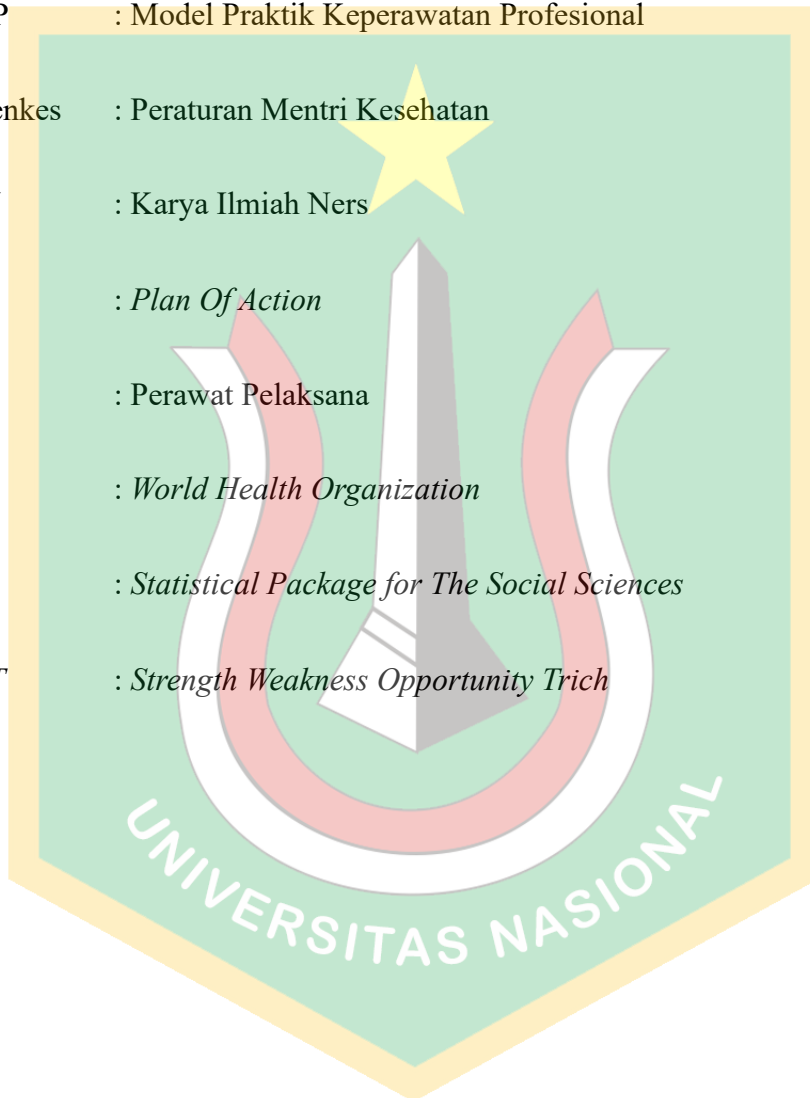 P : Model Praktik Keperawatan Profesional
enkes : Peraturan Mentri Kesehatan
: Karya Ilmiah Ners
: Plan Of Action
: Perawat Pelaksana
: World Health Organization
: Statistical Package for The Social Sciences
T : Strength Weakness Opportunity Trich
UNIVERSITAS NASIONAL